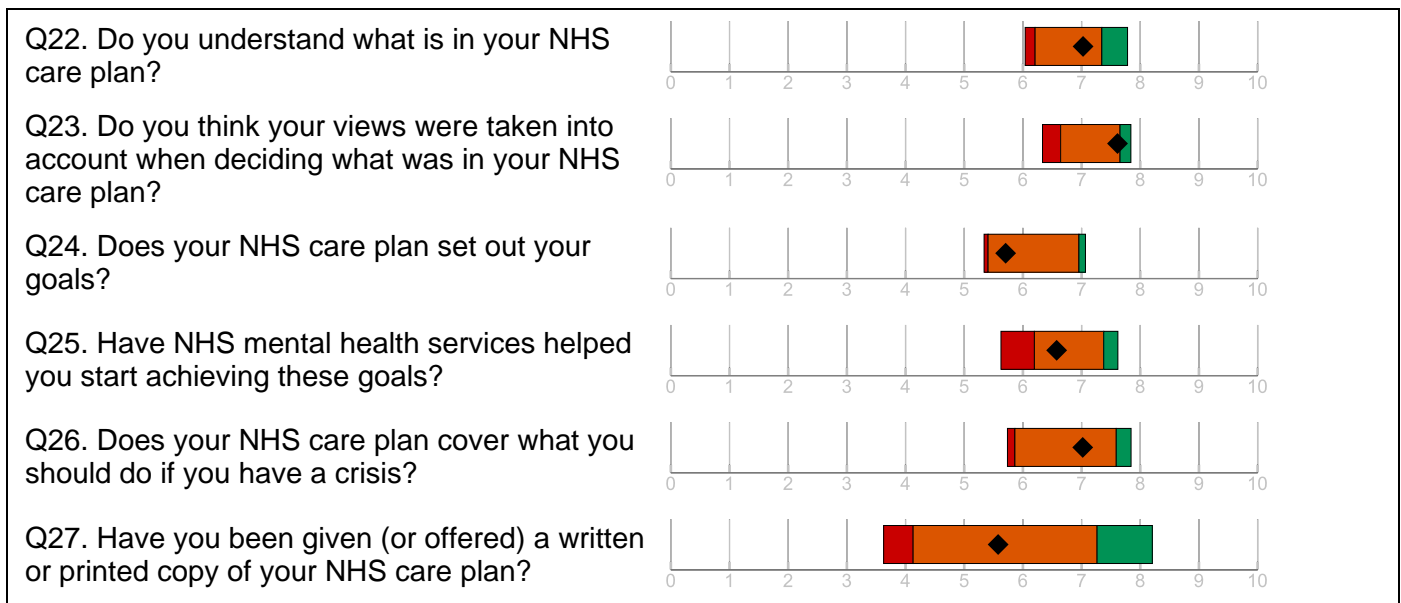 Q22. Do you understand what is in your NHS
care plan?
0 1 2 3 4 5 6 7 8 9 10
Q23. Do you think your views were taken into
account when deciding what was in your NHS
care plan?
0 1 2 3 4 5 6 7 8 9 10
Q24. Does your NHS care plan set out your
goals?
0 1 2 3 4 5 6 7 8 9 10
Q25. Have NHS mental health services helped
you start achieving these goals?
0 1 2 3 4 5 6 7 8 9 10
Q26. Does your NHS care plan cover what you
should do if you have a crisis?
0 1 2 3 4 5 6 7 8 9 10
Q27. Have you been given (or offered) a written
or printed copy of your NHS care plan?
0 1 2 3 4 5 6 7 8 9 10